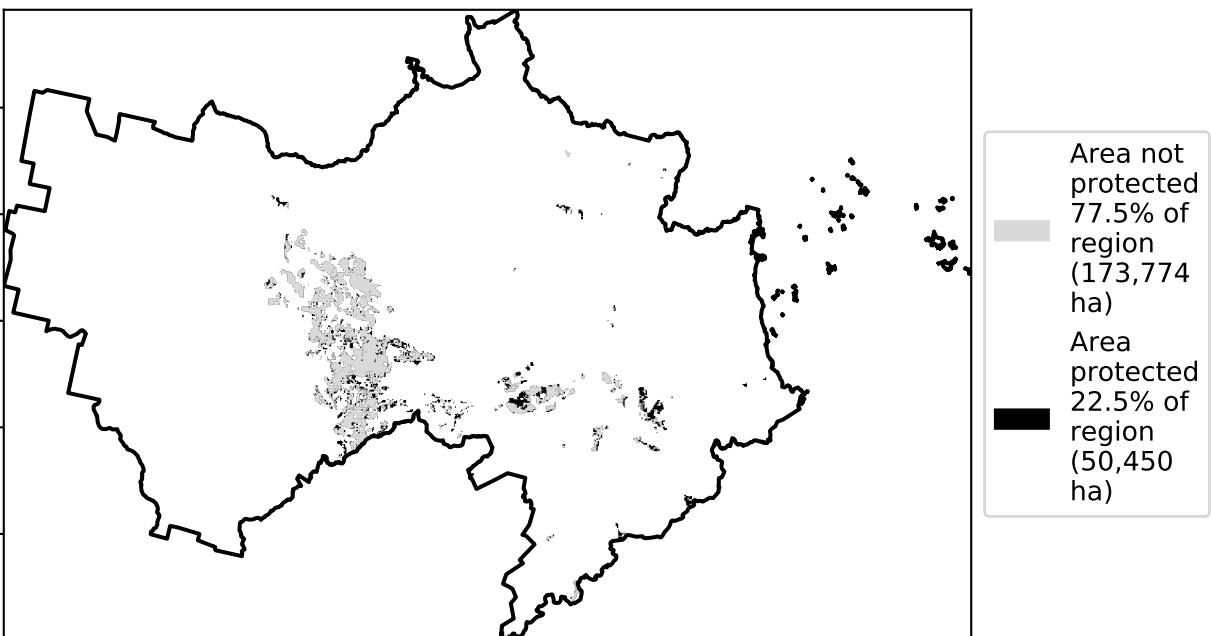 Area not
protected
77.5% of
region
(173,774
ha)
Area
protected
22.5% of
region
(50,450
ha)